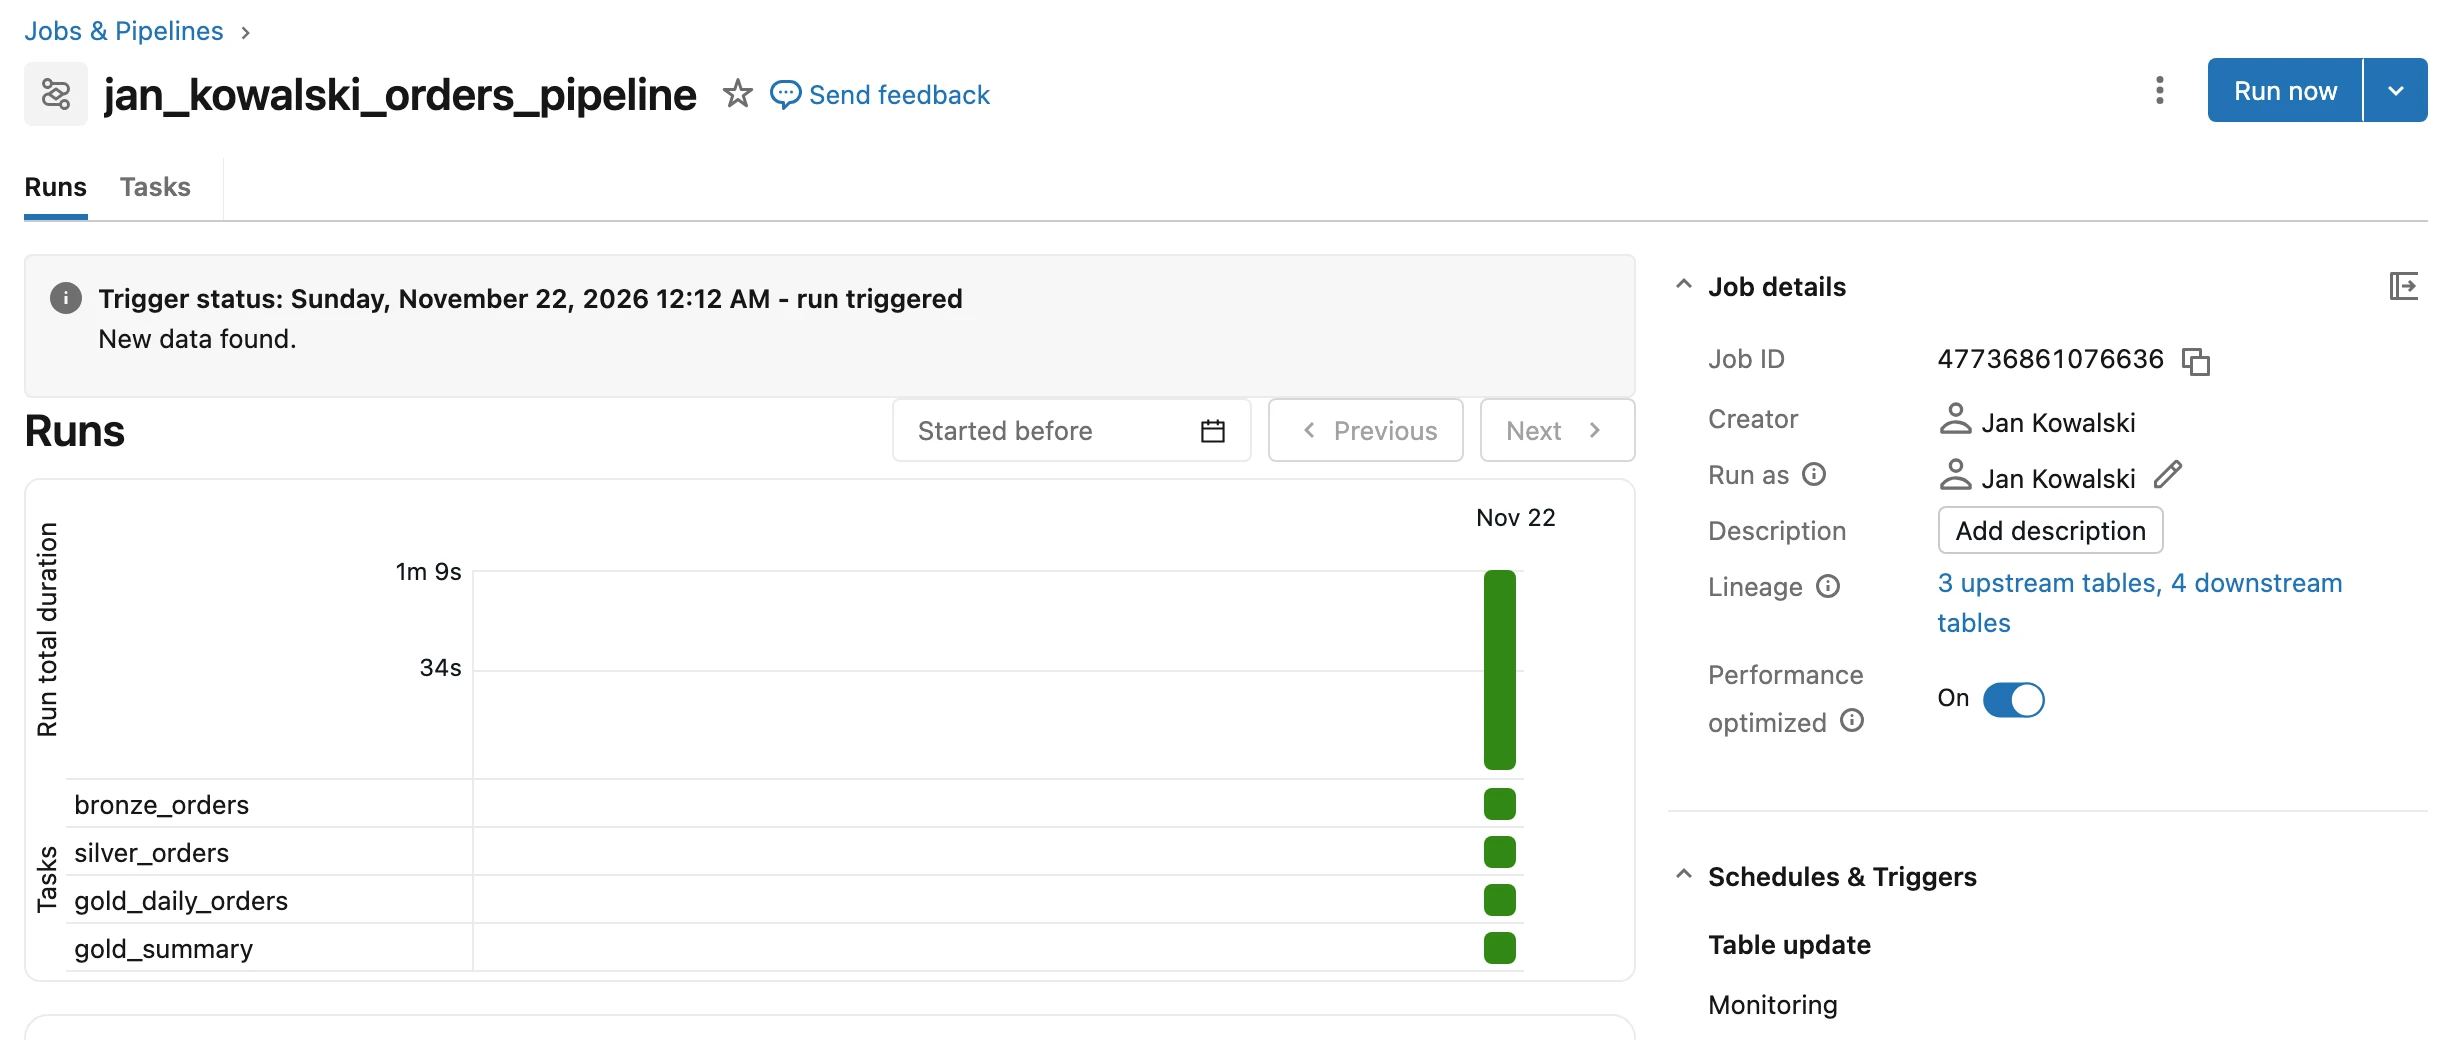 Jobs & Pipelines
jan_kowalski_orders_pipeline
Send feedback
Run now
Runs
Tasks
Trigger status: Sunday, November 22, 2026 12:12 AM - run triggered
New data found.
Runs
Started before
Previous
Next
Nov 22
Run total duration
1m 9s
34s
Tasks
bronze_orders
silver_orders
gold_daily_orders
gold_summary
Job details
Job ID 47736861076636
Creator Jan Kowalski
Run as Jan Kowalski
Description Add description
Lineage 3 upstream tables, 4 downstream
tables
Performance
optimized On
Schedules & Triggers
Table update
Monitoring